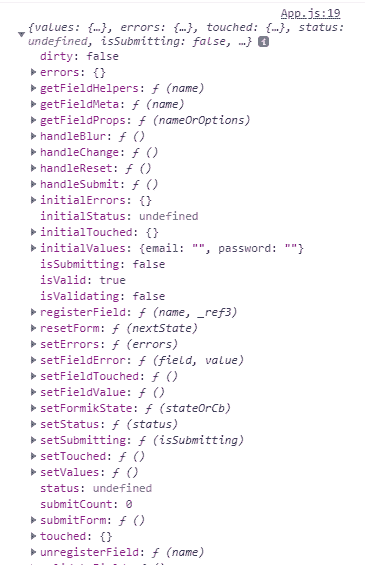 App.js:19
{values: {…}, errors: {…}, touched: {…}, status:
undefined, isSubmitting: false, …} i
dirty: false
errors: {}
getFieldHelpers: ƒ (name)
getFieldMeta: ƒ (name)
getFieldProps: ƒ (nameOrOptions)
handleBlur: ƒ ()
handleChange: ƒ ()
handleReset: ƒ ()
handleSubmit: ƒ ()
initialErrors: {}
initialStatus: undefined
initialTouched: {}
initialValues: {email: "", password: ""}
isSubmitting: false
isValid: true
isValidating: false
registerField: ƒ (name, _ref3)
resetForm: ƒ (nextState)
setErrors: ƒ (errors)
setFieldError: ƒ (field, value)
setFieldTouched: ƒ ()
setFieldValue: ƒ ()
setFormikState: ƒ (stateOrCb)
setStatus: ƒ (status)
setSubmitting: ƒ (isSubmitting)
setTouched: ƒ ()
setValues: ƒ ()
status: undefined
submitCount: 0
submitForm: ƒ ()
touched: {}
unregisterField: ƒ (name)